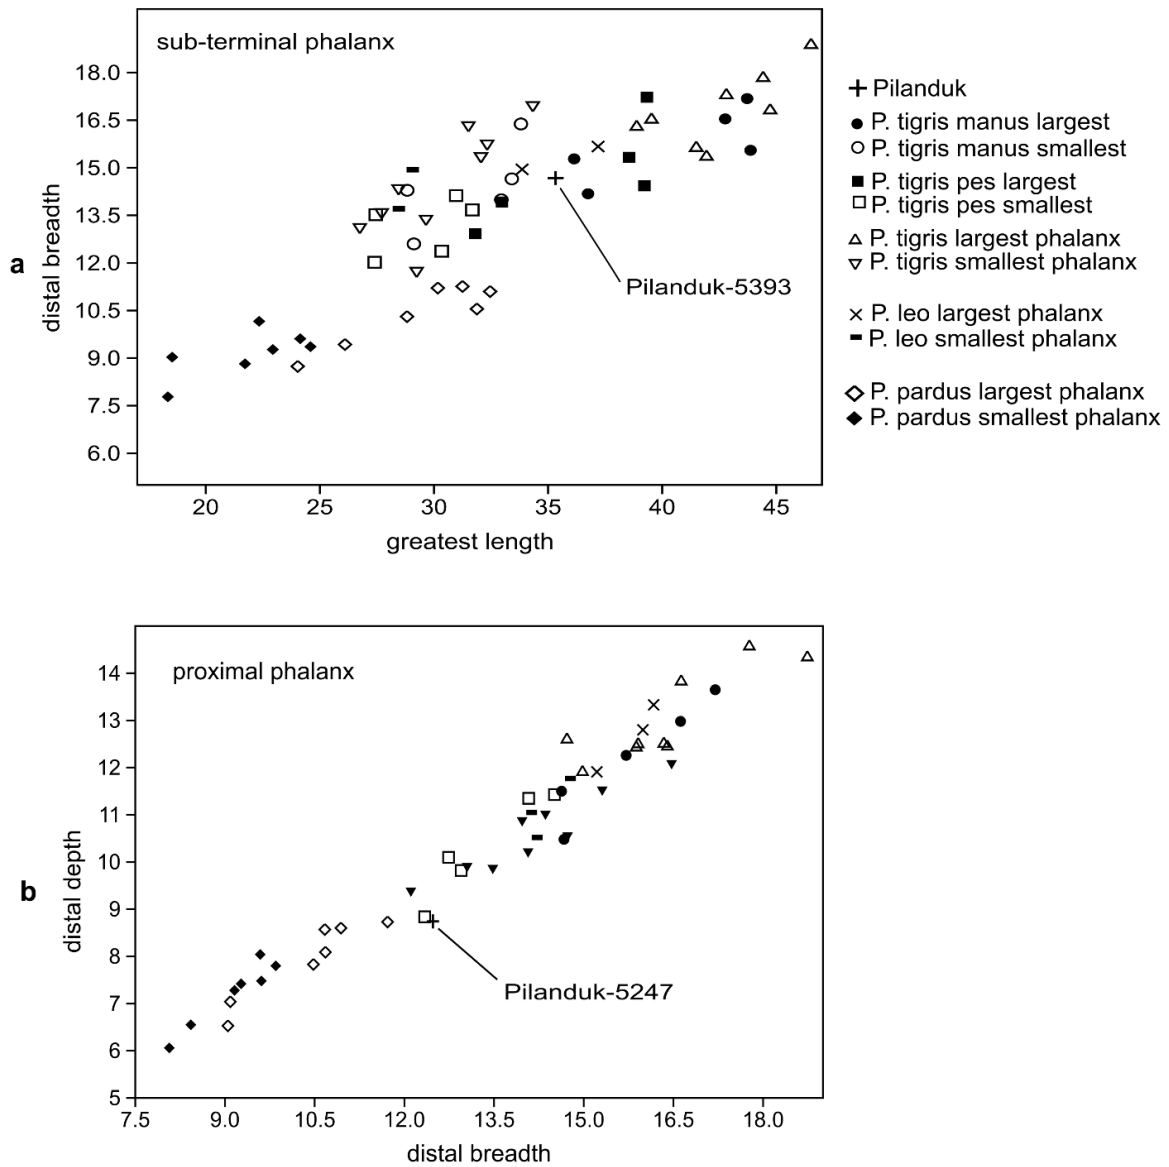 a
sub-terminal phalanx
distal breadth
18.0
16.5
15.0
13.5
12.0
10.5
9.0
7.5
6.0
Pilanduk-5393
20 25 30 35 40 45
greatest length
Pilanduk
P. tigris manus largest
P. tigris manus smallest
P. tigris pes largest
P. tigris pes smallest
P. tigris largest phalanx
P. tigris smallest phalanx
P. leo largest phalanx
P. leo smallest phalanx
P. pardus largest phalanx
P. pardus smallest phalanx
b
proximal phalanx
distal depth
14
13
12
11
10
9
8
7
6
5
Pilanduk-5247
7.5 9.0 10.5 12.0 13.5 15.0 16.5 18.0
distal breadth